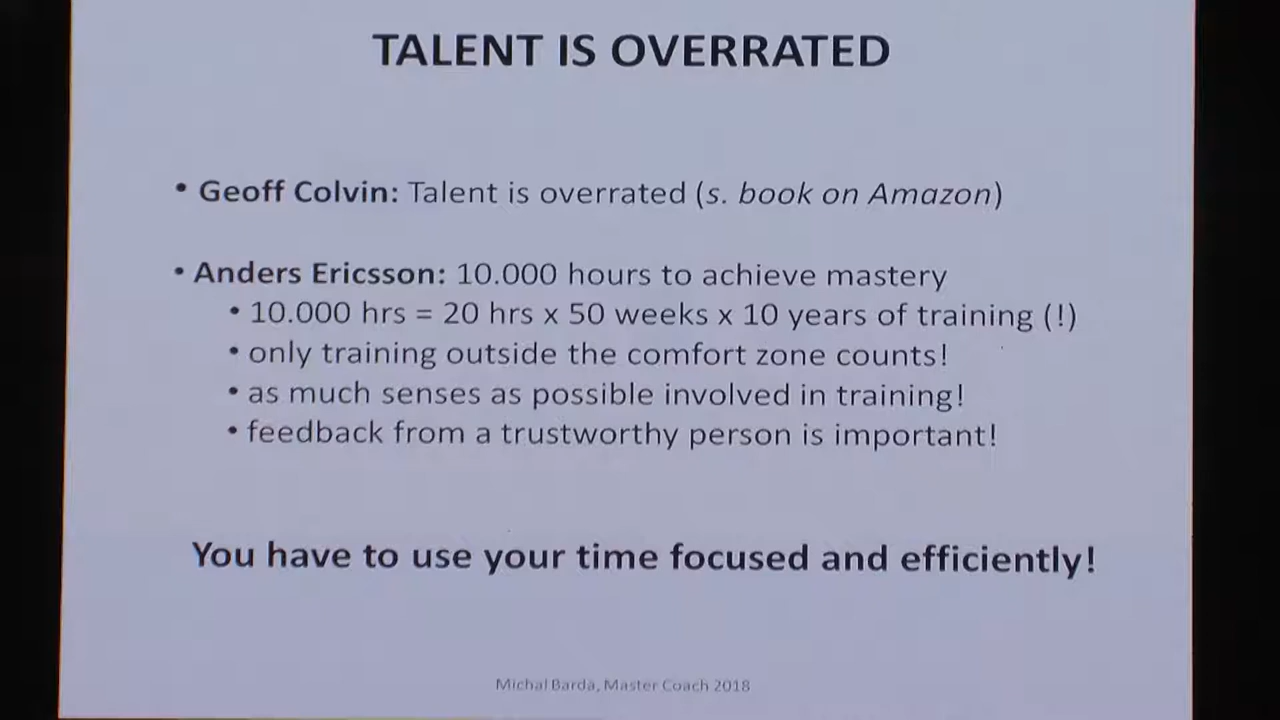 TALENT IS OVERRATED
• Geoff Colvin: Talent is overrated (s. book on Amazon)
• Anders Ericsson: 10.000 hours to achieve mastery
• 10.000 hrs = 20 hrs x 50 weeks x 10 years of training (!)
• only training outside the comfort zone counts!
• as much senses as possible involved in training!
• feedback from a trustworthy person is important!
You have to use your time focused and efficiently!
Michal Barda, Master Coach 2018